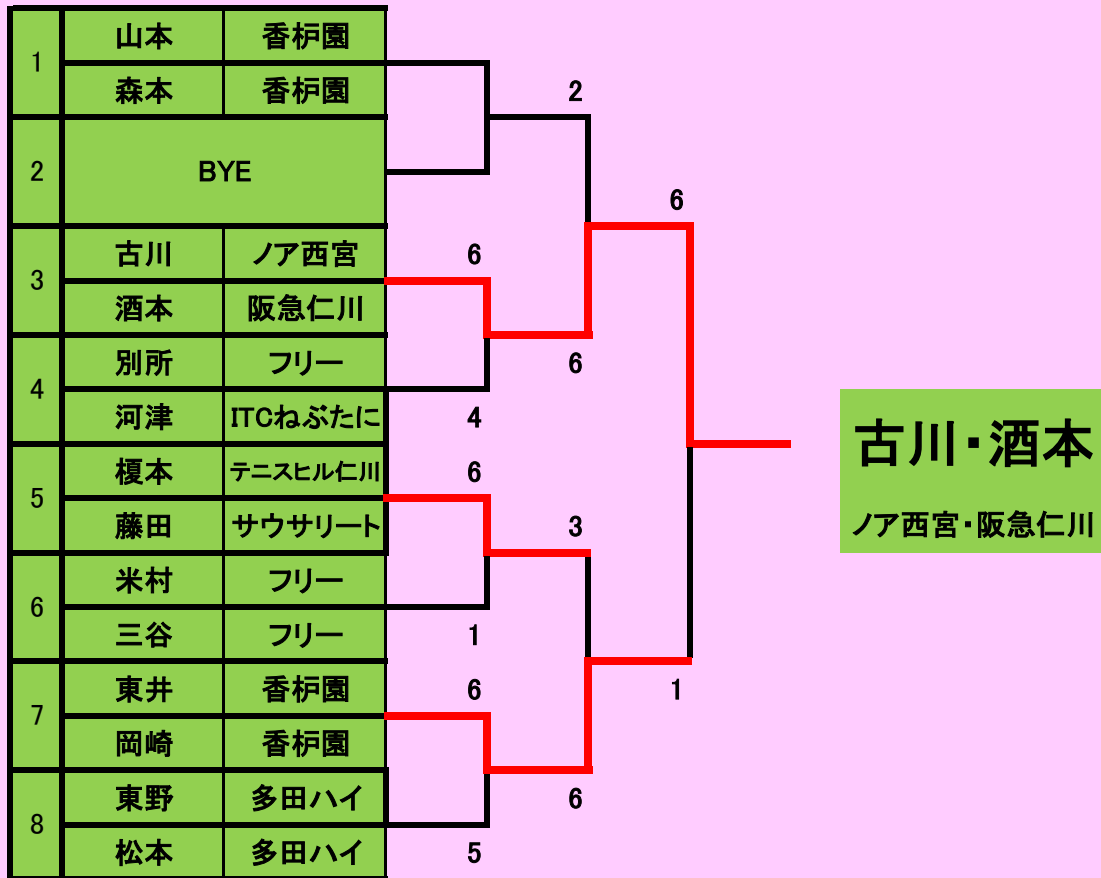 1
山本 香枦園
森本 香枦園
2
2
BYE
6
3
古川 ノア西宮
6
酒本 阪急仁川
4
別所 フリー
6
河津 ITCねぶたに
4
古川・酒本
5
榎本 テニスヒル仁川
6
藤田 サウサリート
3
ノア西宮・阪急仁川
6
米村 フリー
三谷 フリー
1
7
東井 香枦園
6
1
岡崎 香枦園
8
東野 多田ハイ
6
松本 多田ハイ
5